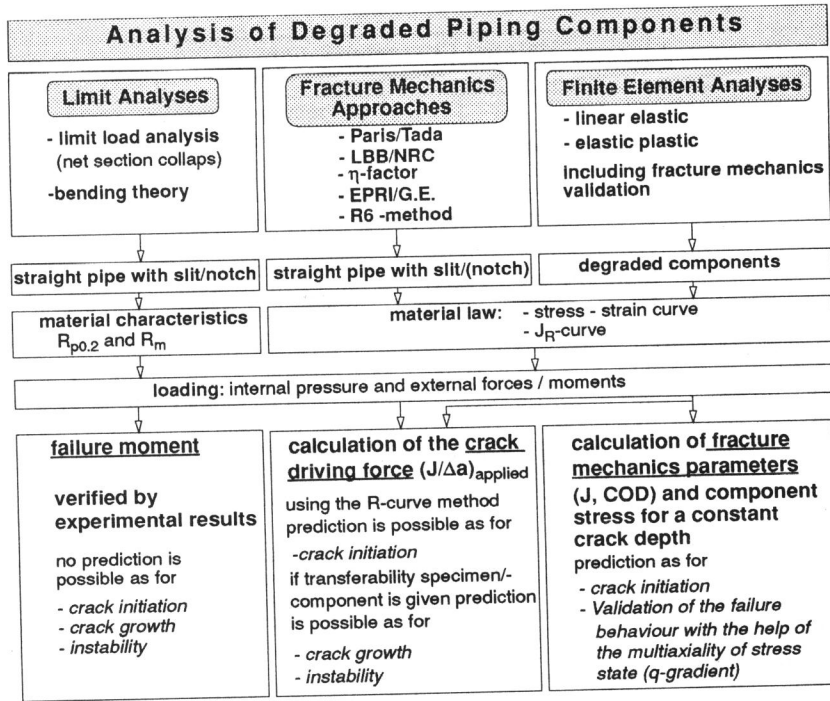 Analysis of Degraded Piping Components
Limit Analyses
- limit load analysis
(net section collaps)
-bending theory
Fracture Mechanics
Approaches
- Paris/Tada
- LBB/NRC
- η-factor
- EPRI/G.E.
- R6 -method
Finite Element Analyses
- linear elastic
- elastic plastic
including fracture mechanics
validation
straight pipe with slit/notch
straight pipe with slit/(notch)
degraded components
material characteristics
Rp0.2 and Rm
material law: - stress - strain curve
- JR-curve
loading: internal pressure and external forces / moments
failure moment
verified by
experimental results
no prediction is
possible as for
- crack initiation
- crack growth
- instability
calculation of the crack
driving force (J/Δa)applied
using the R-curve method
prediction is possible as for
-crack initiation
if transferability specimen/-
component is given prediction
is possible as for
- crack growth
- instability
calculation of fracture
mechanics parameters
(J, COD) and component
stress for a constant
crack depth
prediction as for
- crack initiation
- Validation of the failure
behaviour with the help of
the multiaxiality of stress
state (q-gradient)